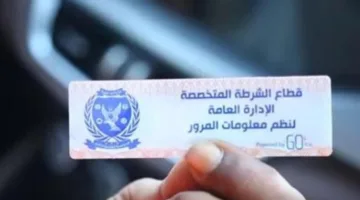 قطاع الشرطة المتخصصة
الإدارة العامة
لنظم معلومات المرور
Powered by GO